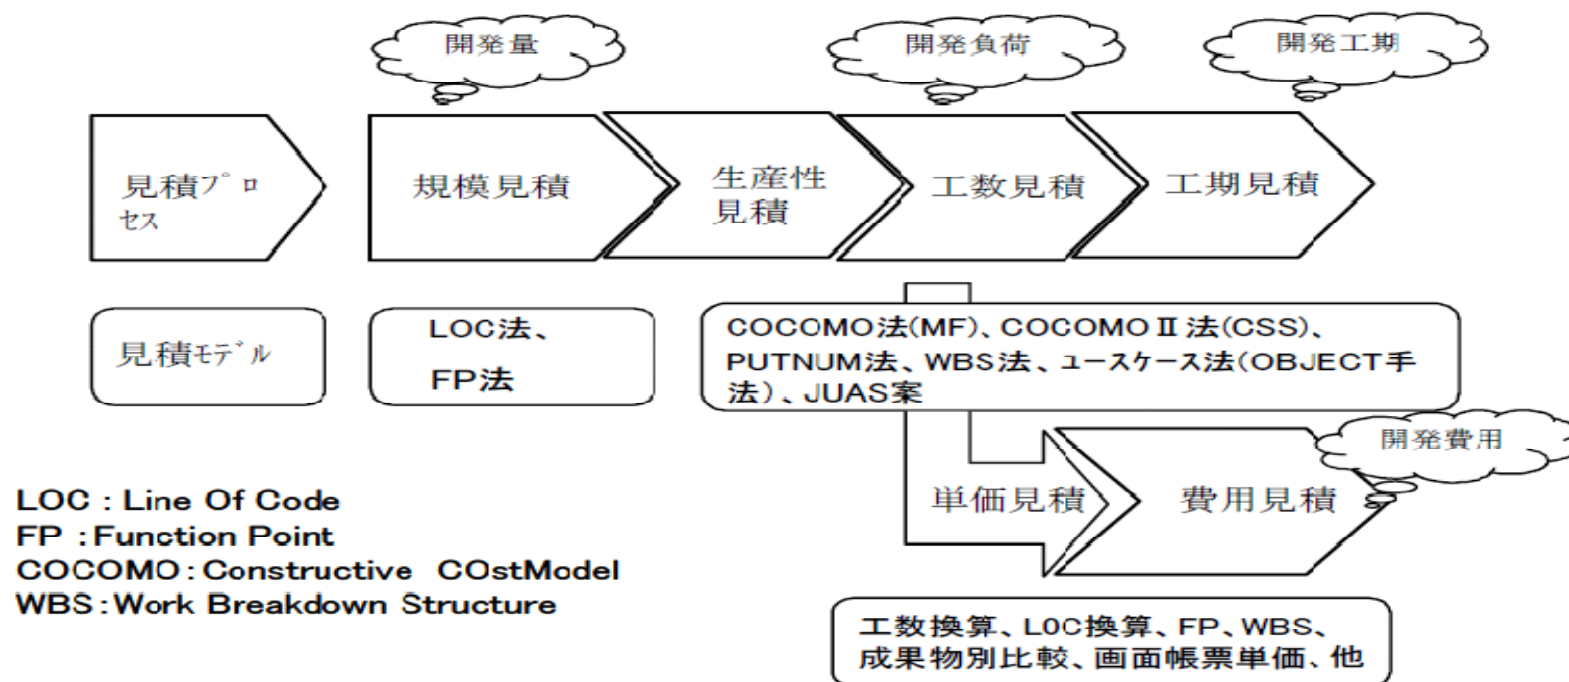 開発量
開発負荷
開発工期
見積ﾌﾟﾛ
ｾｽ
規模見積
生産性
見積
工数見積
工期見積
見積ﾓﾃﾞﾙ
LOC法、
FP法
COCOMO法(MF)、COCOMOⅡ法(CSS)、
PUTNUM法、WBS法、ﾕｰｽｹｰｽ法(OBJECT手
法)、JUAS案
開発費用
単価見積
費用見積
LOC : Line Of Code
FP : Function Point
COCOMO : Constructive COstModel
WBS : Work Breakdown Structure
工数換算、LOC換算、FP、WBS、
成果物別比較、画面帳票単価、他